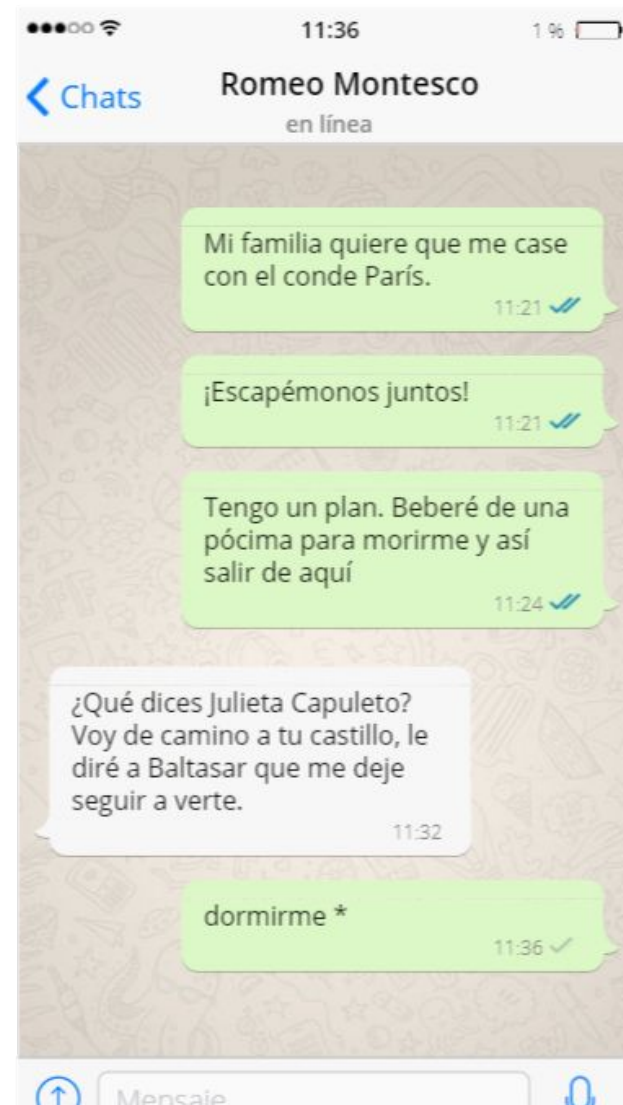 11:36
1 %
Chats
Romeo Montesco
en línea
Mi familia quiere que me case
con el conde París.
11:21
¡Escapémonos juntos!
11:21
Tengo un plan. Beberé de una
pócima para morirme y así
salir de aquí
11:24
¿Qué dices Julieta Capuleto?
Voy de camino a tu castillo, le
diré a Baltasar que me deje
seguir a verte.
11:32
dormirme *
11:36
Mensaje